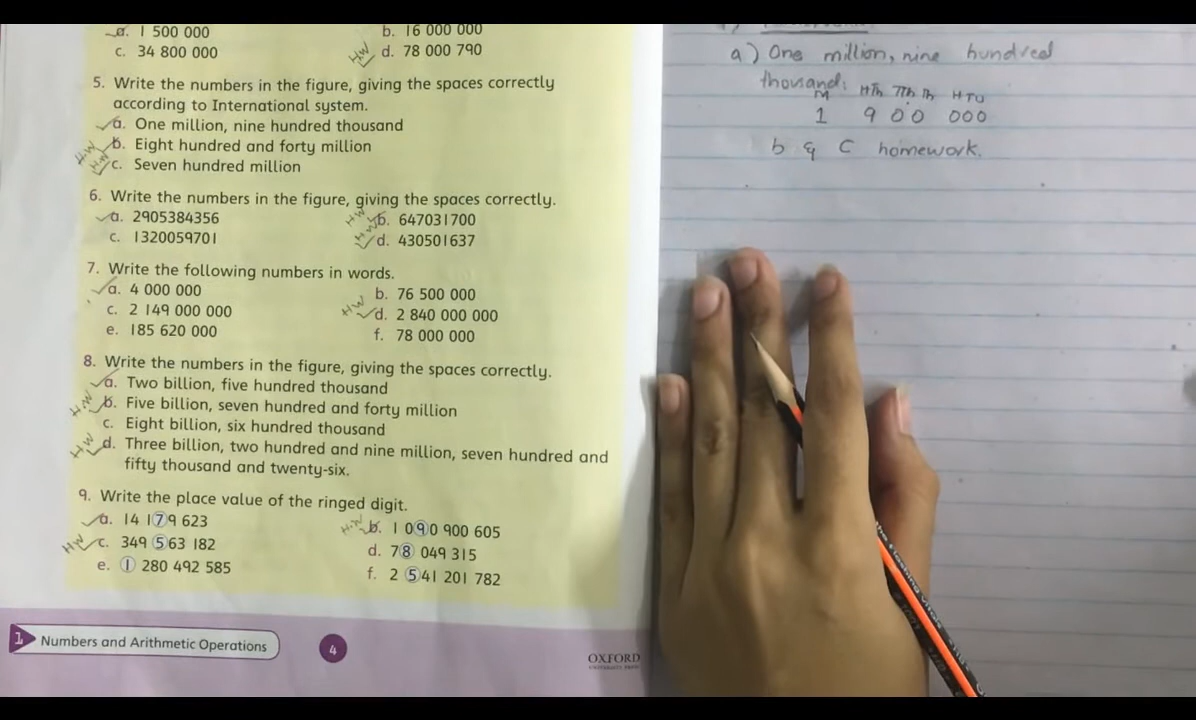 a. 1 500 000
b. 16 000 000
c. 34 800 000
HW d. 78 000 790
5. Write the numbers in the figure, giving the spaces correctly
according to International system.
a. One million, nine hundred thousand
H.W b. Eight hundred and forty million
H.W c. Seven hundred million
6. Write the numbers in the figure, giving the spaces correctly.
a. 2905384356
HW b. 647031700
c. 1320059701
HW d. 430501637
7. Write the following numbers in words.
a. 4 000 000
b. 76 500 000
c. 2 149 000 000
HW d. 2 840 000 000
e. 185 620 000
f. 78 000 000
8. Write the numbers in the figure, giving the spaces correctly.
a. Two billion, five hundred thousand
H.W b. Five billion, seven hundred and forty million
c. Eight billion, six hundred thousand
HW d. Three billion, two hundred and nine million, seven hundred and
fifty thousand and twenty-six.
9. Write the place value of the ringed digit.
a. 14 179 623
H.W b. 1 090 900 605
HW c. 349 563 182
d. 78 049 315
e. 1 280 492 585
f. 2 541 201 782
1 Numbers and Arithmetic Operations
4
OXFORD
UNIVERSITY PRESS
a) One million, nine hundred
thousand:
M HTh TTh Th H T U
1 9 0 0 000
b & C homework.